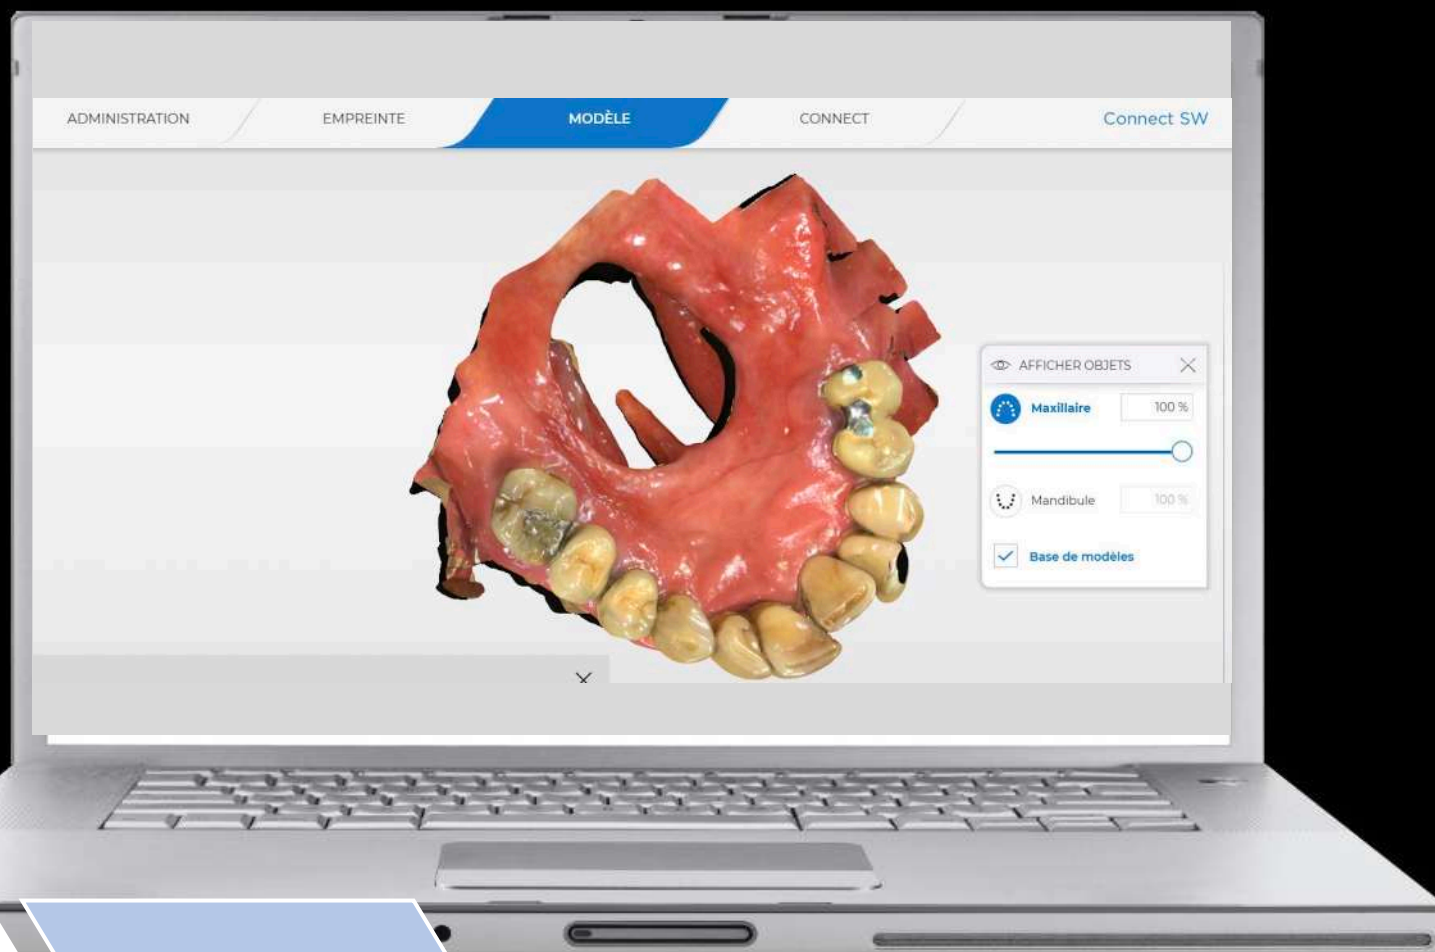 ADMINISTRATION
EMPREINTE
MODÈLE
CONNECT
Connect SW
AFFICHER OBJETS
Maxillaire
100 %
Mandibule
100 %
Base de modèles